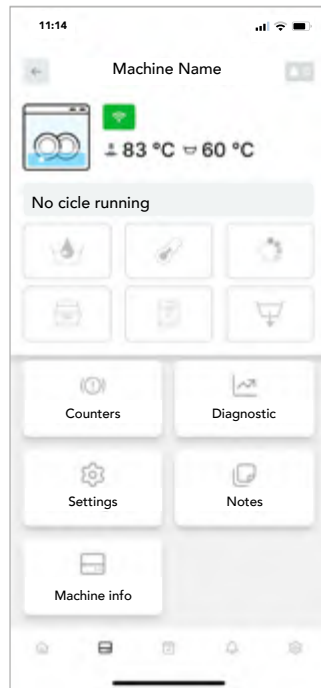 11:14
Machine Name
83 °C 60 °C
No cicle running
Counters
Diagnostic
Settings
Notes
Machine info